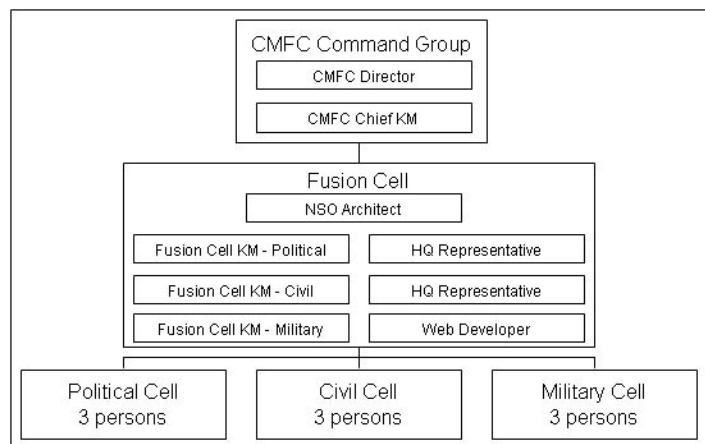 CMFC Command Group
CMFC Director
CMFC Chief KM
Fusion Cell
NSO Architect
Fusion Cell KM - Political
HQ Representative
Fusion Cell KM - Civil
HQ Representative
Fusion Cell KM - Military
Web Developer
Political Cell
3 persons
Civil Cell
3 persons
Military Cell
3 persons